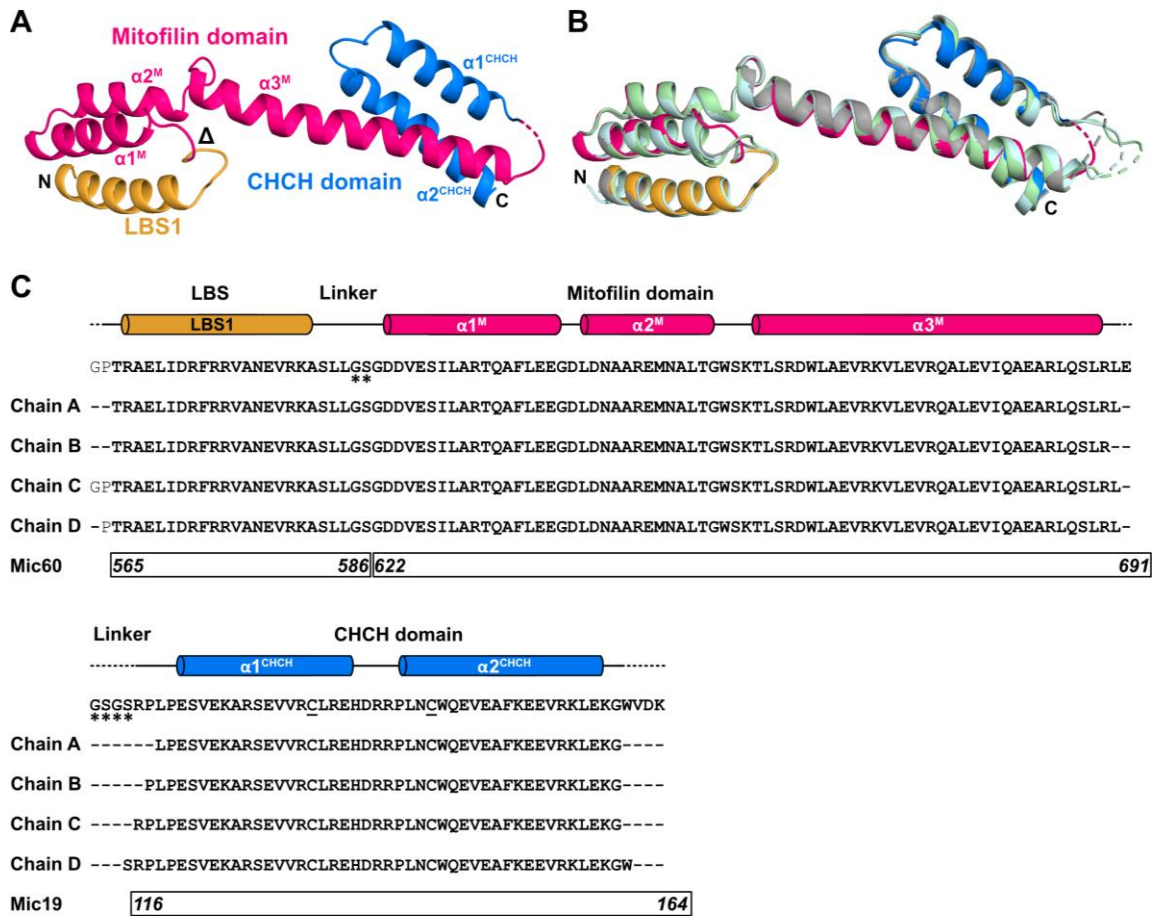 A
Mitofilin domain
α2ᴹ
α3ᴹ
α1ᴹ
Δ
N
LBS1
CHCH domain
α1ᶜᴴᶜᴴ
α2ᶜᴴᶜᴴ
C
B
N
C
C
LBS Linker Mitofilin domain
LBS1 α1ᴹ α2ᴹ α3ᴹ
GPTRAELIDRFRRVANEVRKASLLGSGDDVESILARTQAFLEEGDLDNAAREMNALTGWSKTLSRDWLAEVRKVLEVRQALEVIQAEARLQSLRLE
**
Chain A --TRAELIDRFRRVANEVRKASLLGSGDDVESILARTQAFLEEGDLDNAAREMNALTGWSKTLSRDWLAEVRKVLEVRQALEVIQAEARLQSLRL-
Chain B --TRAELIDRFRRVANEVRKASLLGSGDDVESILARTQAFLEEGDLDNAAREMNALTGWSKTLSRDWLAEVRKVLEVRQALEVIQAEARLQSLR--
Chain C GPTRAELIDRFRRVANEVRKASLLGSGDDVESILARTQAFLEEGDLDNAAREMNALTGWSKTLSRDWLAEVRKVLEVRQALEVIQAEARLQSLRL-
Chain D -PTRAELIDRFRRVANEVRKASLLGSGDDVESILARTQAFLEEGDLDNAAREMNALTGWSKTLSRDWLAEVRKVLEVRQALEVIQAEARLQSLRL-
Mic60 565 586 622 691
Linker CHCH domain
α1ᶜᴴᶜᴴ α2ᶜᴴᶜᴴ
GSGSRPLPESVEKARSEVVRCLREHDRRPLNCWQEVEAFKEEVRKLEKGWVDK
****
Chain A ------LPESVEKARSEVVRCLREHDRRPLNCWQEVEAFKEEVRKLEKG----
Chain B -----PLPESVEKARSEVVRCLREHDRRPLNCWQEVEAFKEEVRKLEKG----
Chain C ----RPLPESVEKARSEVVRCLREHDRRPLNCWQEVEAFKEEVRKLEKG----
Chain D ---SRPLPESVEKARSEVVRCLREHDRRPLNCWQEVEAFKEEVRKLEKGW---
Mic19 116 164